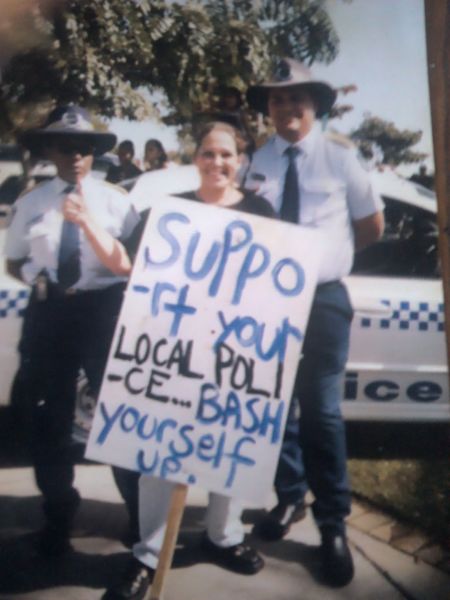 SUPPO
-rt your
LOCAL POLI
-CE... BASH
yourself
up.
ice